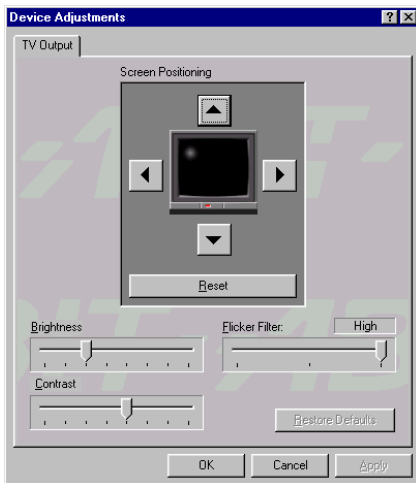 Device Adjustments
TV Output
Screen Positioning
Reset
Brightness
Flicker Filter:
High
Contrast
Restore Defaults
OK
Cancel
Apply